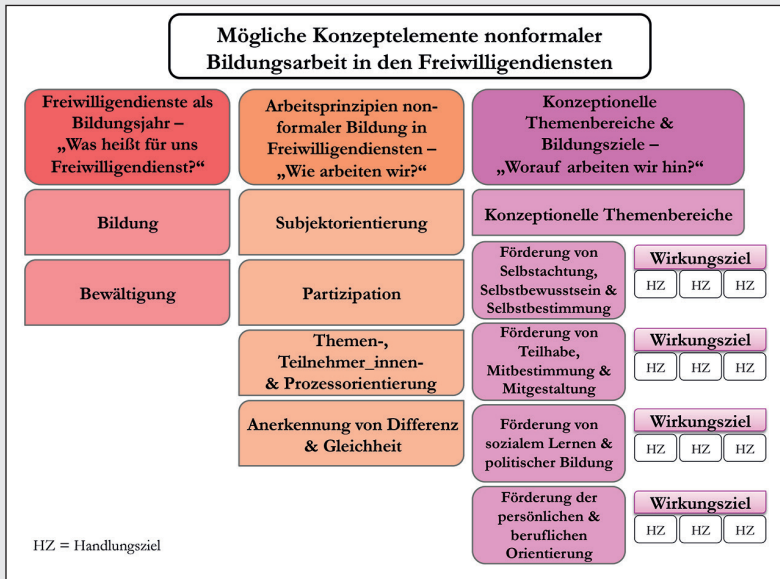 Mögliche Konzeptelemente nonformaler
Bildungsarbeit in den Freiwilligendiensten
Freiwilligendienste als
Bildungsjahr –
„Was heißt für uns
Freiwilligendienst?“
Bildung
Bewältigung
Arbeitsprinzipien non-
formaler Bildung in
Freiwilligendiensten –
„Wie arbeiten wir?“
Subjektorientierung
Partizipation
Themen-,
Teilnehmer_innen-
& Prozessorientierung
Anerkennung von Differenz
& Gleichheit
Konzeptionelle
Themenbereiche &
Bildungsziele –
„Worauf arbeiten wir hin?“
Konzeptionelle Themenbereiche
Förderung von
Selbstachtung,
Selbstbewusstsein &
Selbstbestimmung
Wirkungsziel
HZ HZ HZ
Förderung von
Teilhabe,
Mitbestimmung &
Mitgestaltung
Wirkungsziel
HZ HZ HZ
Förderung von
sozialem Lernen &
politischer Bildung
Wirkungsziel
HZ HZ HZ
Förderung der
persönlichen &
beruflichen
Orientierung
Wirkungsziel
HZ HZ HZ
HZ = Handlungsziel